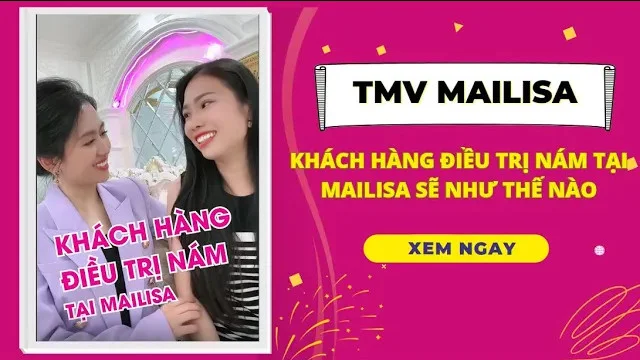 KHÁCH HÀNG
ĐIỀU TRỊ NÁM
TẠI MAILISA
TMV MAILISA
KHÁCH HÀNG ĐIỀU TRỊ NÁM TẠI
MAILISA SẼ NHƯ THẾ NÀO
XEM NGAY